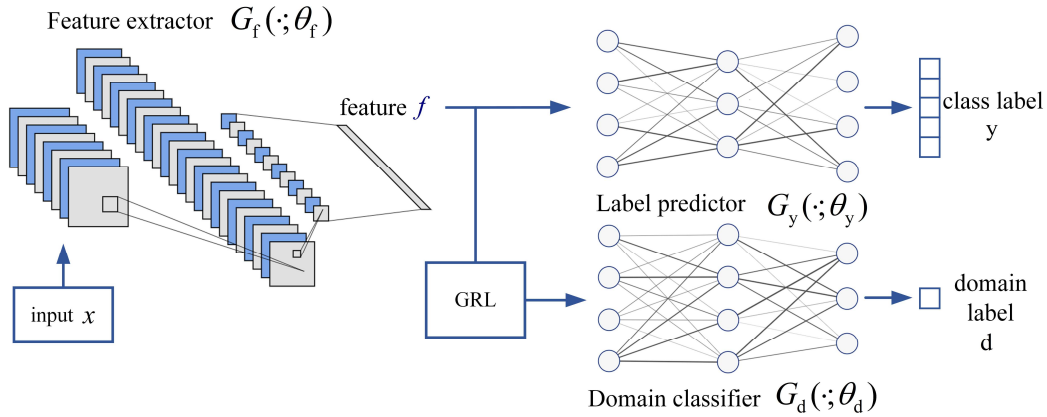 Feature extractor G_f(·;θ_f)
feature f
class label
y
Label predictor G_y(·;θ_y)
input x
GRL
domain
label
d
Domain classifier G_d(·;θ_d)